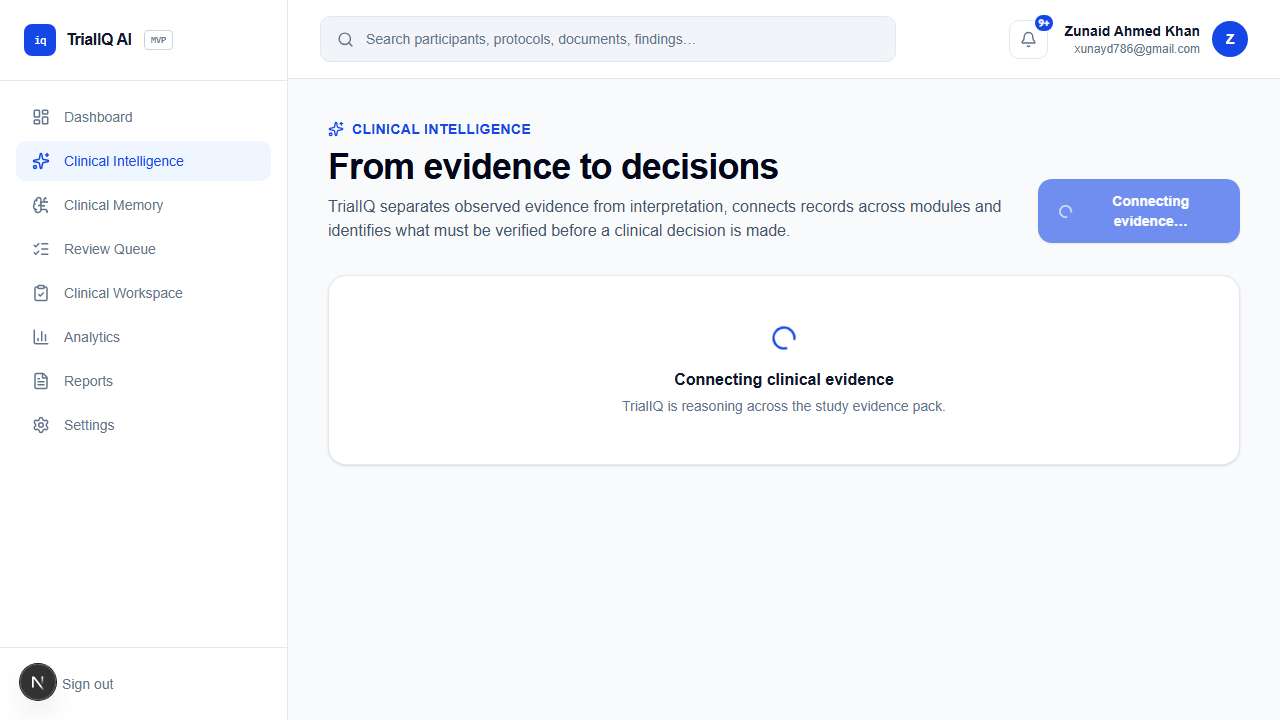 iq TrialIQ AI MVP
Search participants, protocols, documents, findings…
9+
Zunaid Ahmed Khan
xunayd786@gmail.com
Z
Dashboard
Clinical Intelligence
Clinical Memory
Review Queue
Clinical Workspace
Analytics
Reports
Settings
N Sign out
CLINICAL INTELLIGENCE
From evidence to decisions
TrialIQ separates observed evidence from interpretation, connects records across modules and
identifies what must be verified before a clinical decision is made.
Connecting
evidence…
Connecting clinical evidence
TrialIQ is reasoning across the study evidence pack.